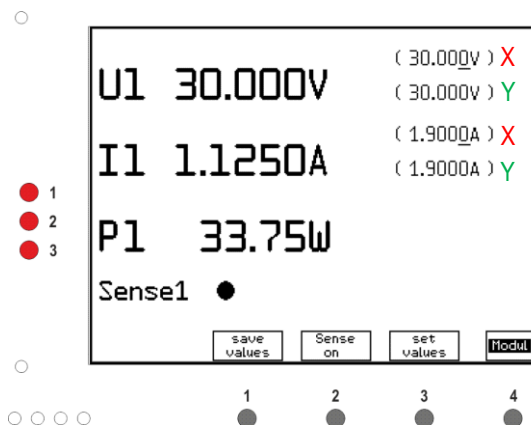 ( 30.000V ) X
U1 30.000V
( 30.000V ) Y
( 1.9000A ) X
I1 1.1250A
( 1.9000A ) Y
1
2
3
P1 33.75W
Sense1
save values
Sense on
set values
Modul
1 2 3 4